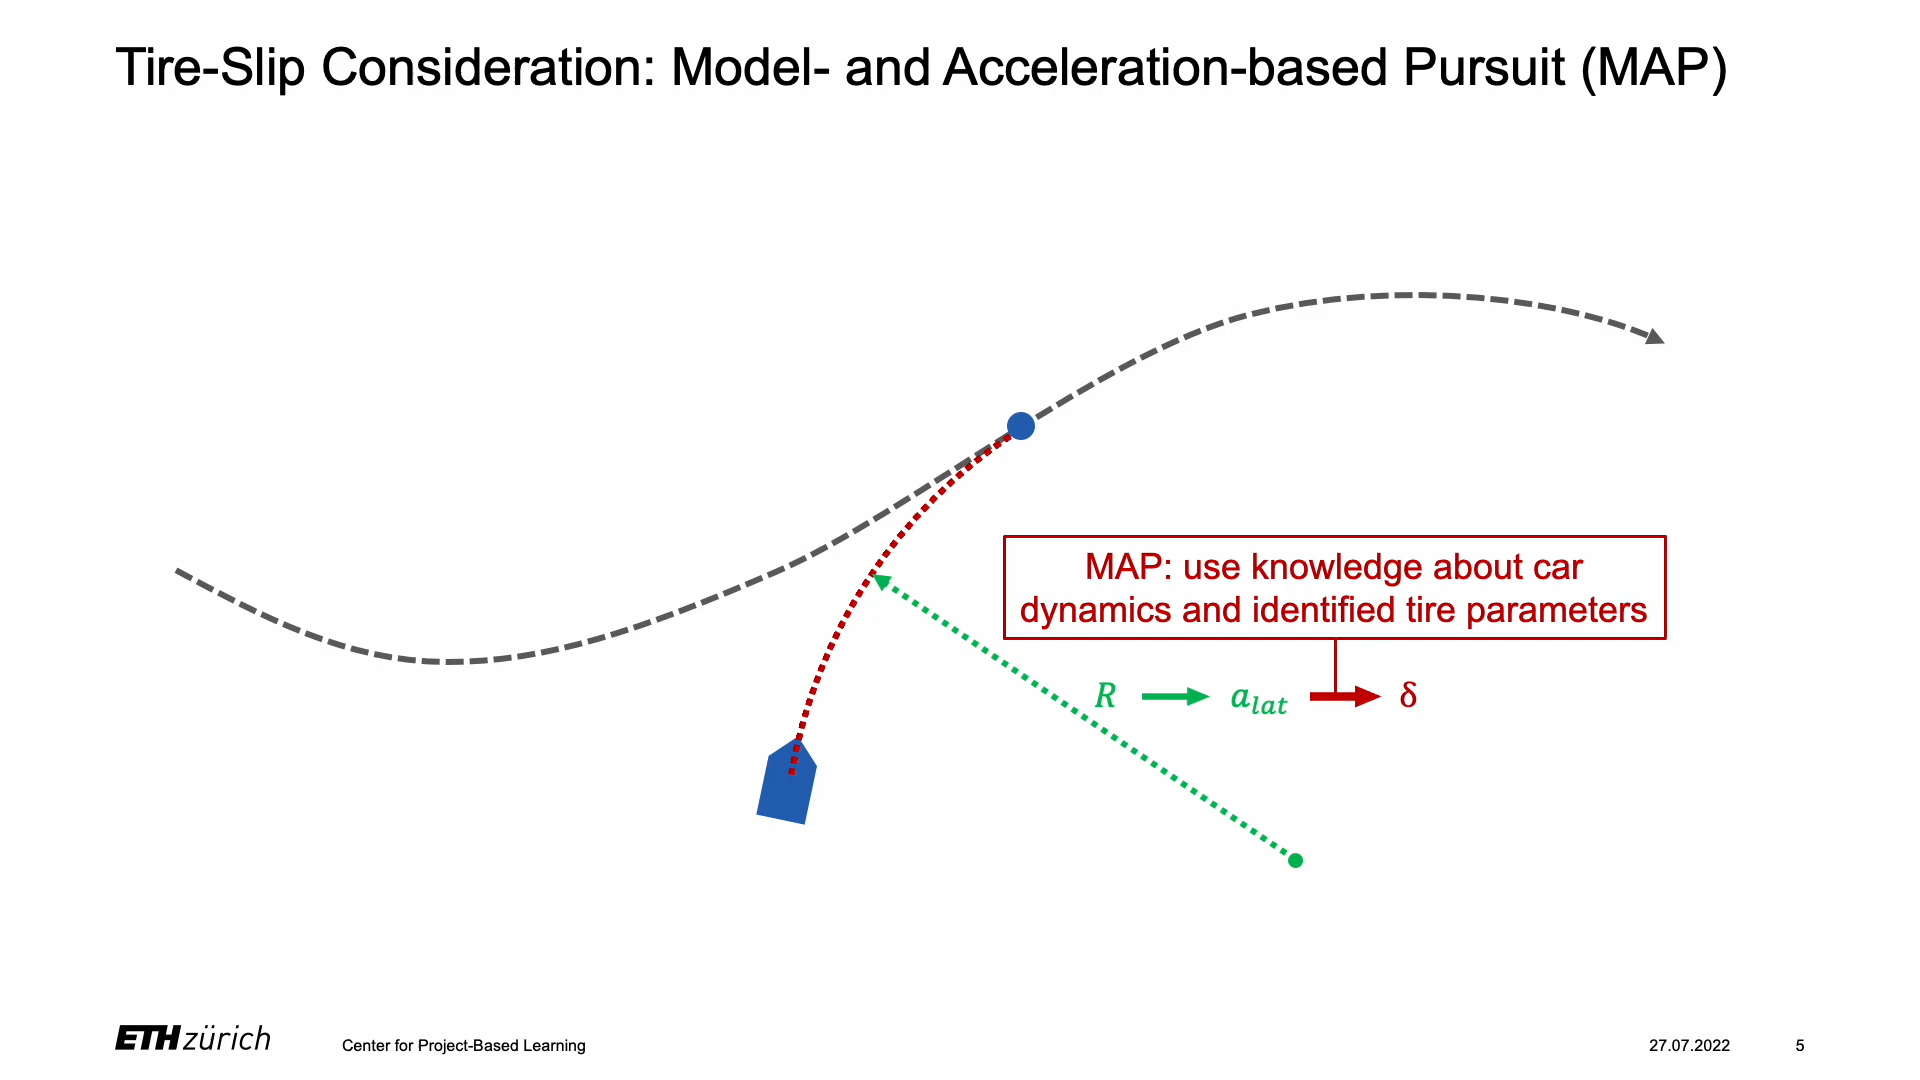 Tire-Slip Consideration: Model- and Acceleration-based Pursuit (MAP)
MAP: use knowledge about car
dynamics and identified tire parameters
R a_lat δ
ETH zürich
Center for Project-Based Learning
27.07.2022
5